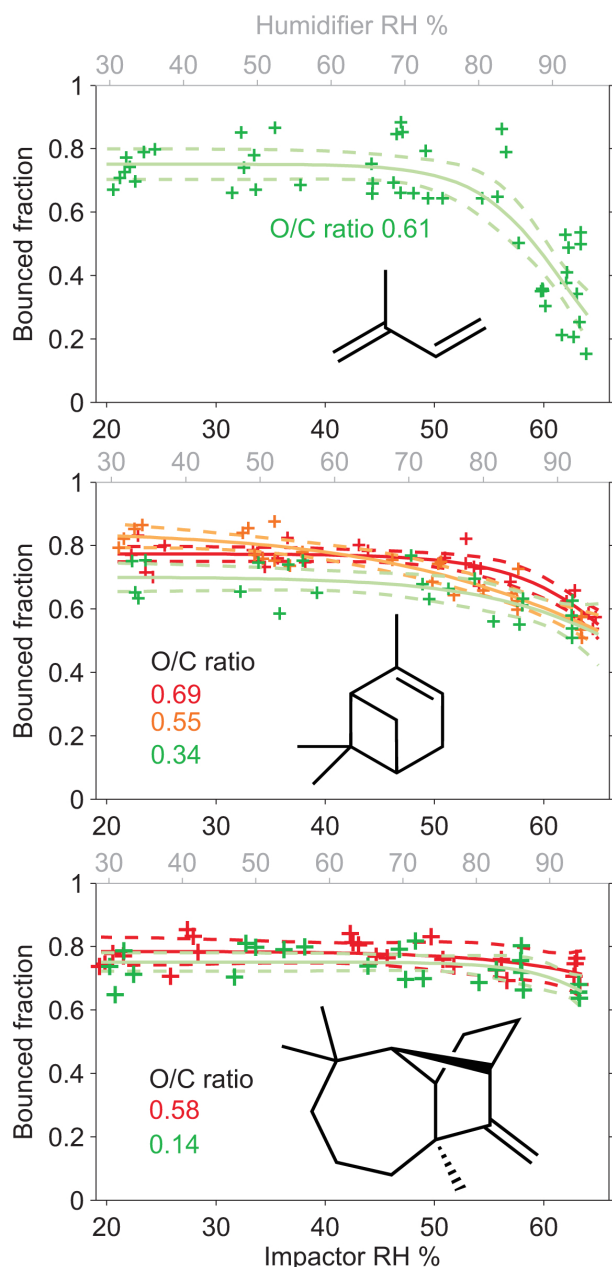 Humidifier RH %
30 40 50 60 70 80 90
1
0.8
0.6
0.4
0.2
0
Bounced fraction
O/C ratio 0.61
20 30 40 50 60
30 40 50 60 70 80 90
1
0.8
0.6
0.4
0.2
0
Bounced fraction
O/C ratio
0.69
0.55
0.34
20 30 40 50 60
30 40 50 60 70 80 90
1
0.8
0.6
0.4
0.2
0
Bounced fraction
O/C ratio
0.58
0.14
20 30 40 50 60
Impactor RH %